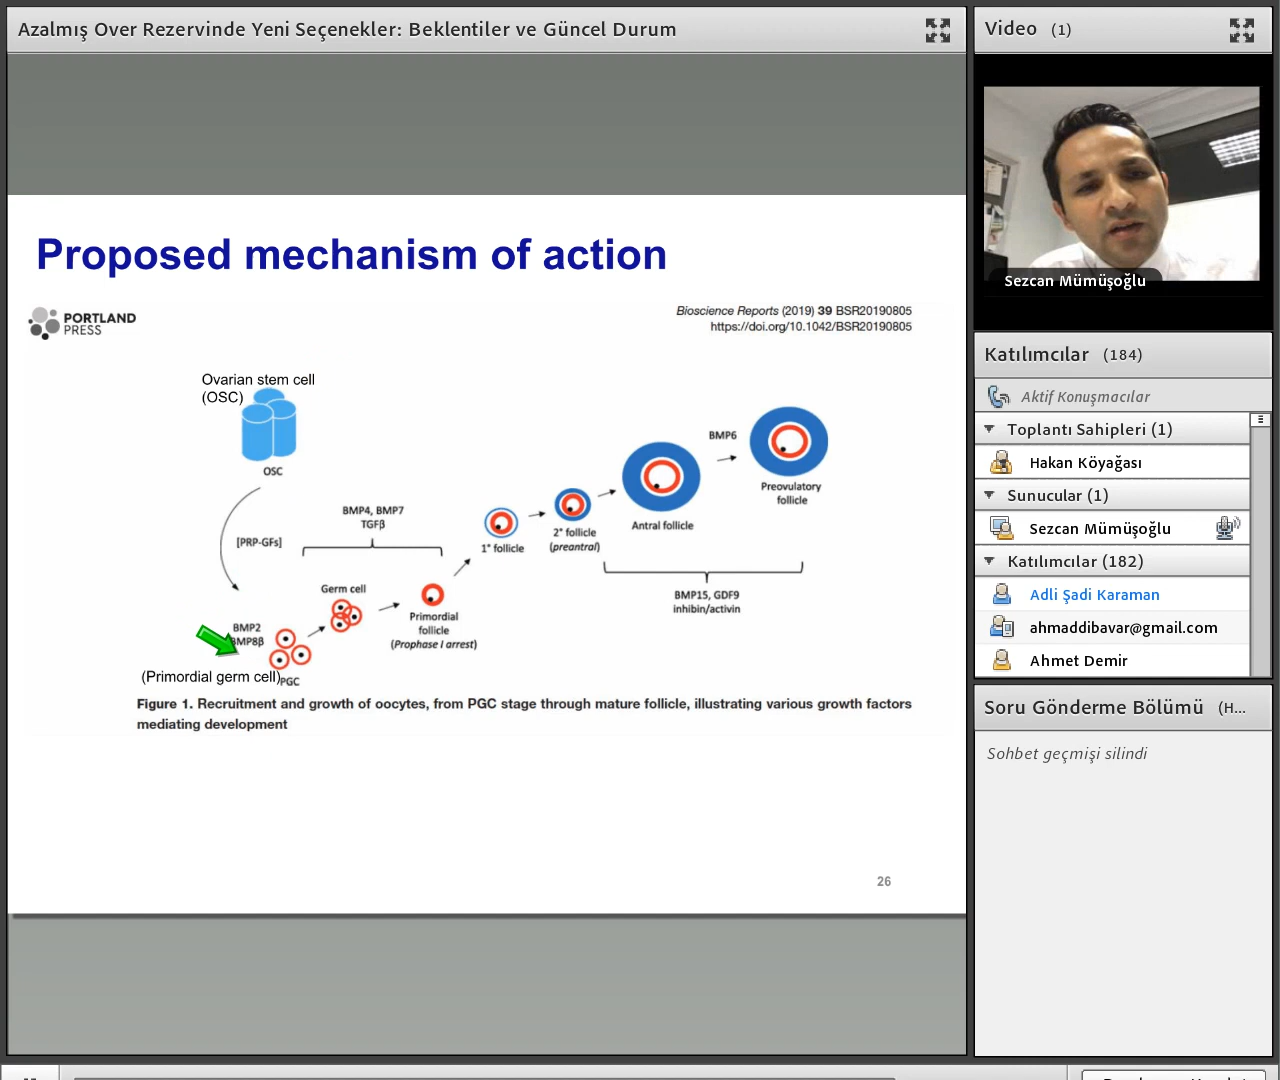 Azalmış Over Rezervinde Yeni Seçenekler: Beklentiler ve Güncel Durum
Proposed mechanism of action
PORTLAND
PRESS
Bioscience Reports (2019) 39 BSR20190805
https://doi.org/10.1042/BSR20190805
Ovarian stem cell
(OSC)
OSC
[PRP-GFs]
BMP4, BMP7
TGFβ
BMP2
BMP8β
(Primordial germ cell)
PGC
Germ cell
Primordial
follicle
(Prophase I arrest)
1° follicle
2° follicle
(preantral)
Antral follicle
BMP6
Preovulatory
follicle
BMP15, GDF9
inhibin/activin
Figure 1. Recruitment and growth of oocytes, from PGC stage through mature follicle, illustrating various growth factors
mediating development
26
Video (1)
Sezcan Mümüşoğlu
Katılımcılar (184)
Aktif Konuşmacılar
Toplantı Sahipleri (1)
Hakan Köyağası
Sunucular (1)
Sezcan Mümüşoğlu
Katılımcılar (182)
Adli Şadi Karaman
ahmaddibavar@gmail.com
Ahmet Demir
Soru Gönderme Bölümü (H...
Sohbet geçmişi silindi